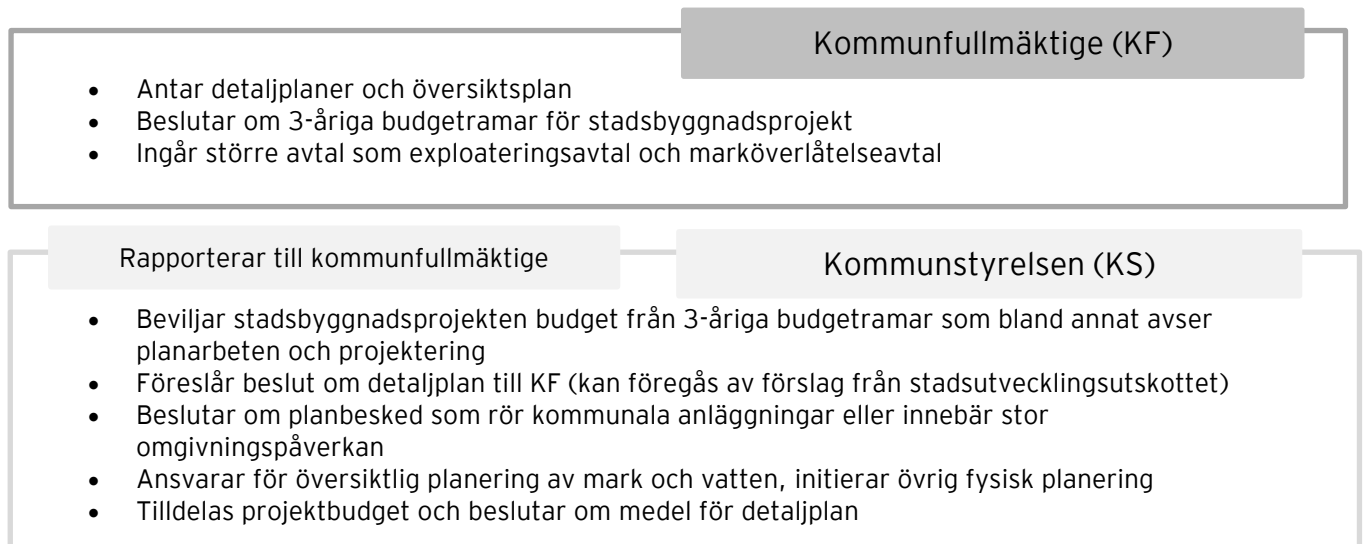 Kommunfullmäktige (KF)
• Antar detaljplaner och översiktsplan
• Beslutar om 3-åriga budgetramar för stadsbyggnadsprojekt
• Ingår större avtal som exploateringsavtal och marköverlåtelseavtal
Rapporterar till kommunfullmäktige
Kommunstyrelsen (KS)
• Beviljar stadsbyggnadsprojekten budget från 3-åriga budgetramar som bland annat avser
planarbeten och projektering
• Föreslår beslut om detaljplan till KF (kan föregås av förslag från stadsutvecklingsutskottet)
• Beslutar om planbesked som rör kommunala anläggningar eller innebär stor
omgivningspåverkan
• Ansvarar för översiktlig planering av mark och vatten, initierar övrig fysisk planering
• Tilldelas projektbudget och beslutar om medel för detaljplan